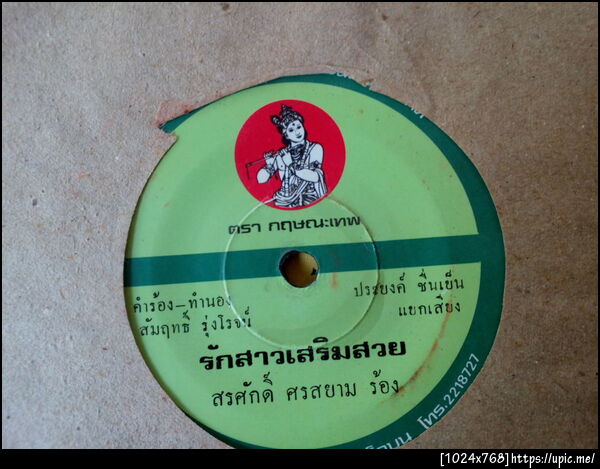 ตรา กฤษณะเทพ
คำร้อง-ทำนอง
สัมฤทธิ์ รุ่งโรจน์
ประยงค์ ชื่นเย็น
แยกเสียง
รักสาวเสริมสวย
สรศักดิ์ ศรสยาม ร้อง
โทร.2218727
[1024x768]https://upic.me/